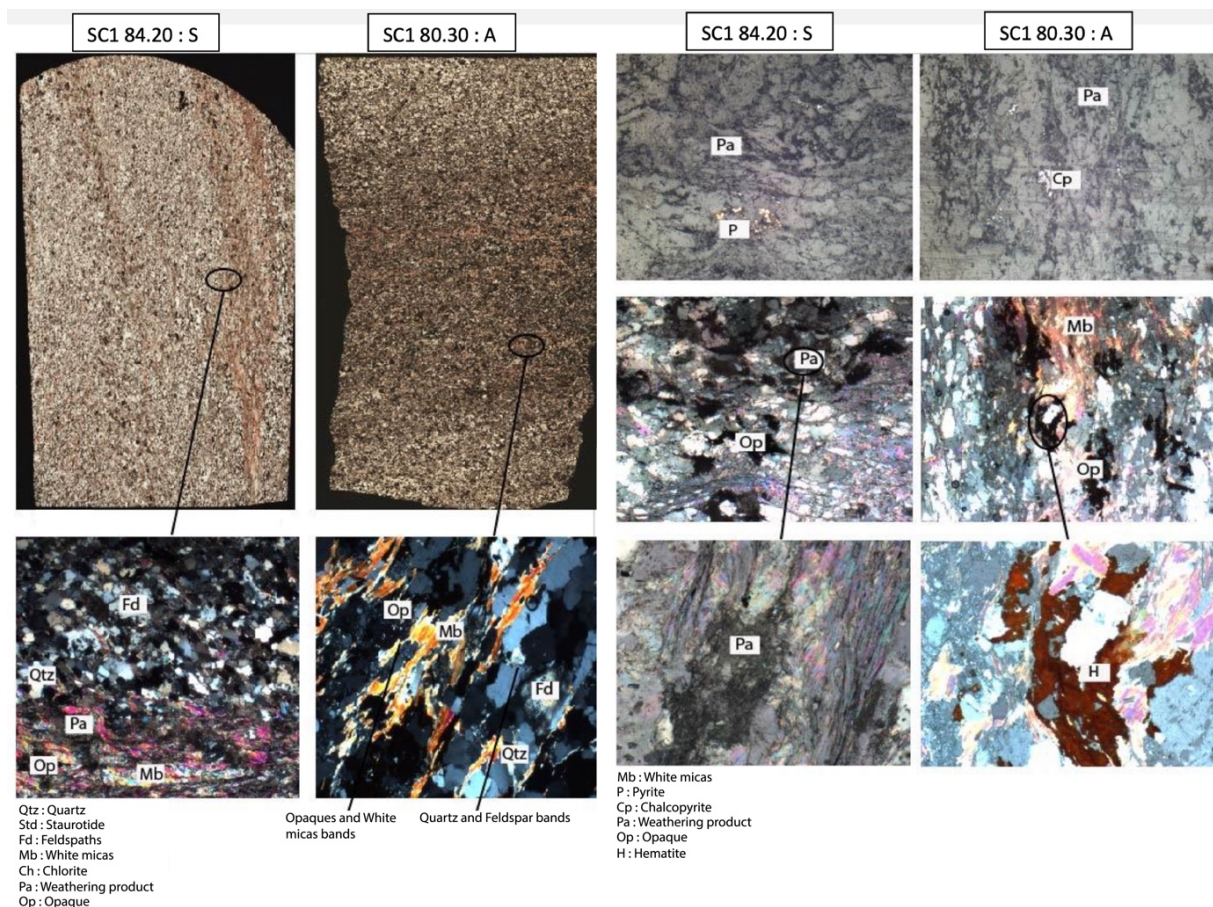 SC1 84.20 : S
SC1 80.30 : A
Fd
Qtz
Pa
Op
Mb
Op
Mb
Fd
Qtz
Qtz : Quartz
Std : Staurotide
Fd : Feldspaths
Mb : White micas
Ch : Chlorite
Pa : Weathering product
Op : Opaque
Opaques and White
micas bands
Quartz and Feldspar bands
SC1 84.20 : S
SC1 80.30 : A
Pa
P
Pa
Cp
Pa
Op
Mb
Op
Pa
H
Mb : White micas
P : Pyrite
Cp : Chalcopyrite
Pa : Weathering product
Op : Opaque
H : Hematite